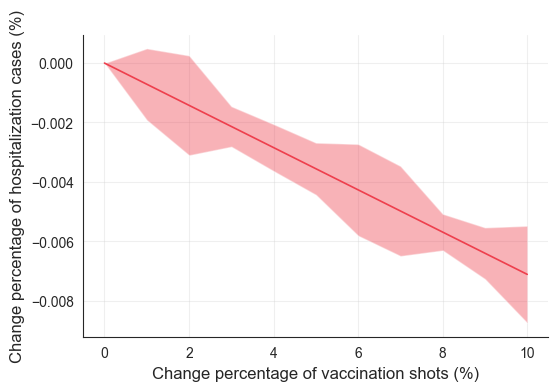 Change percentage of hospitalization cases (%)
0.000
−0.002
−0.004
−0.006
−0.008
0 2 4 6 8 10
Change percentage of vaccination shots (%)